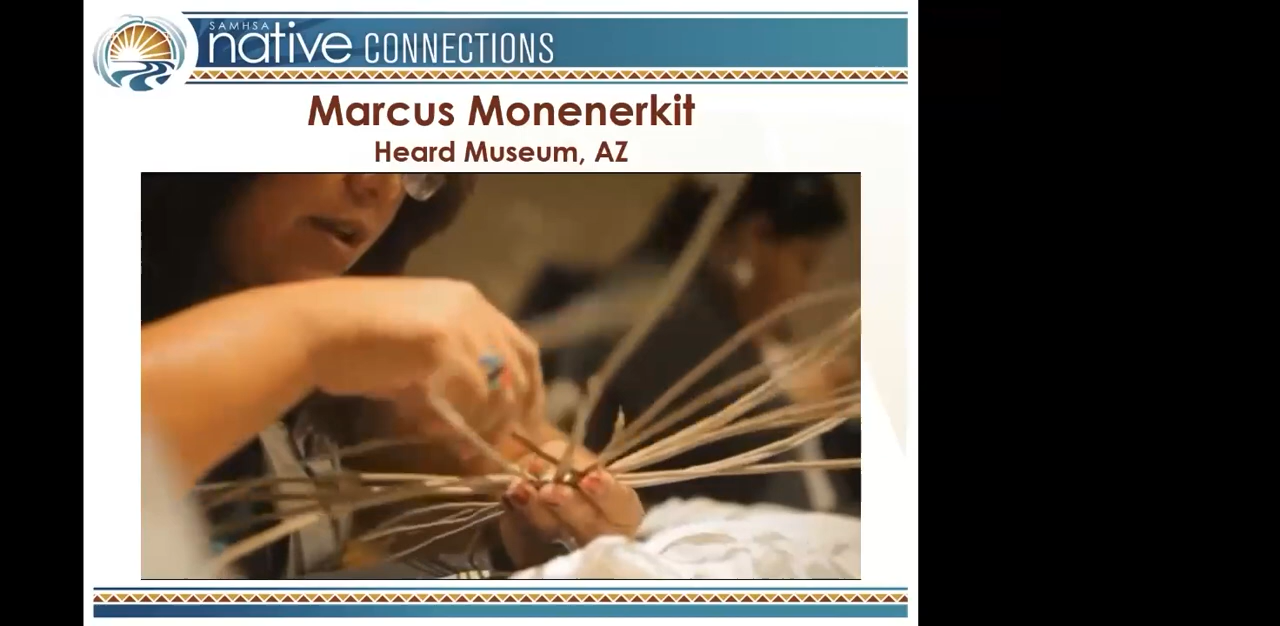 SAMHSA
native CONNECTIONS
Marcus Monenerkit
Heard Museum, AZ